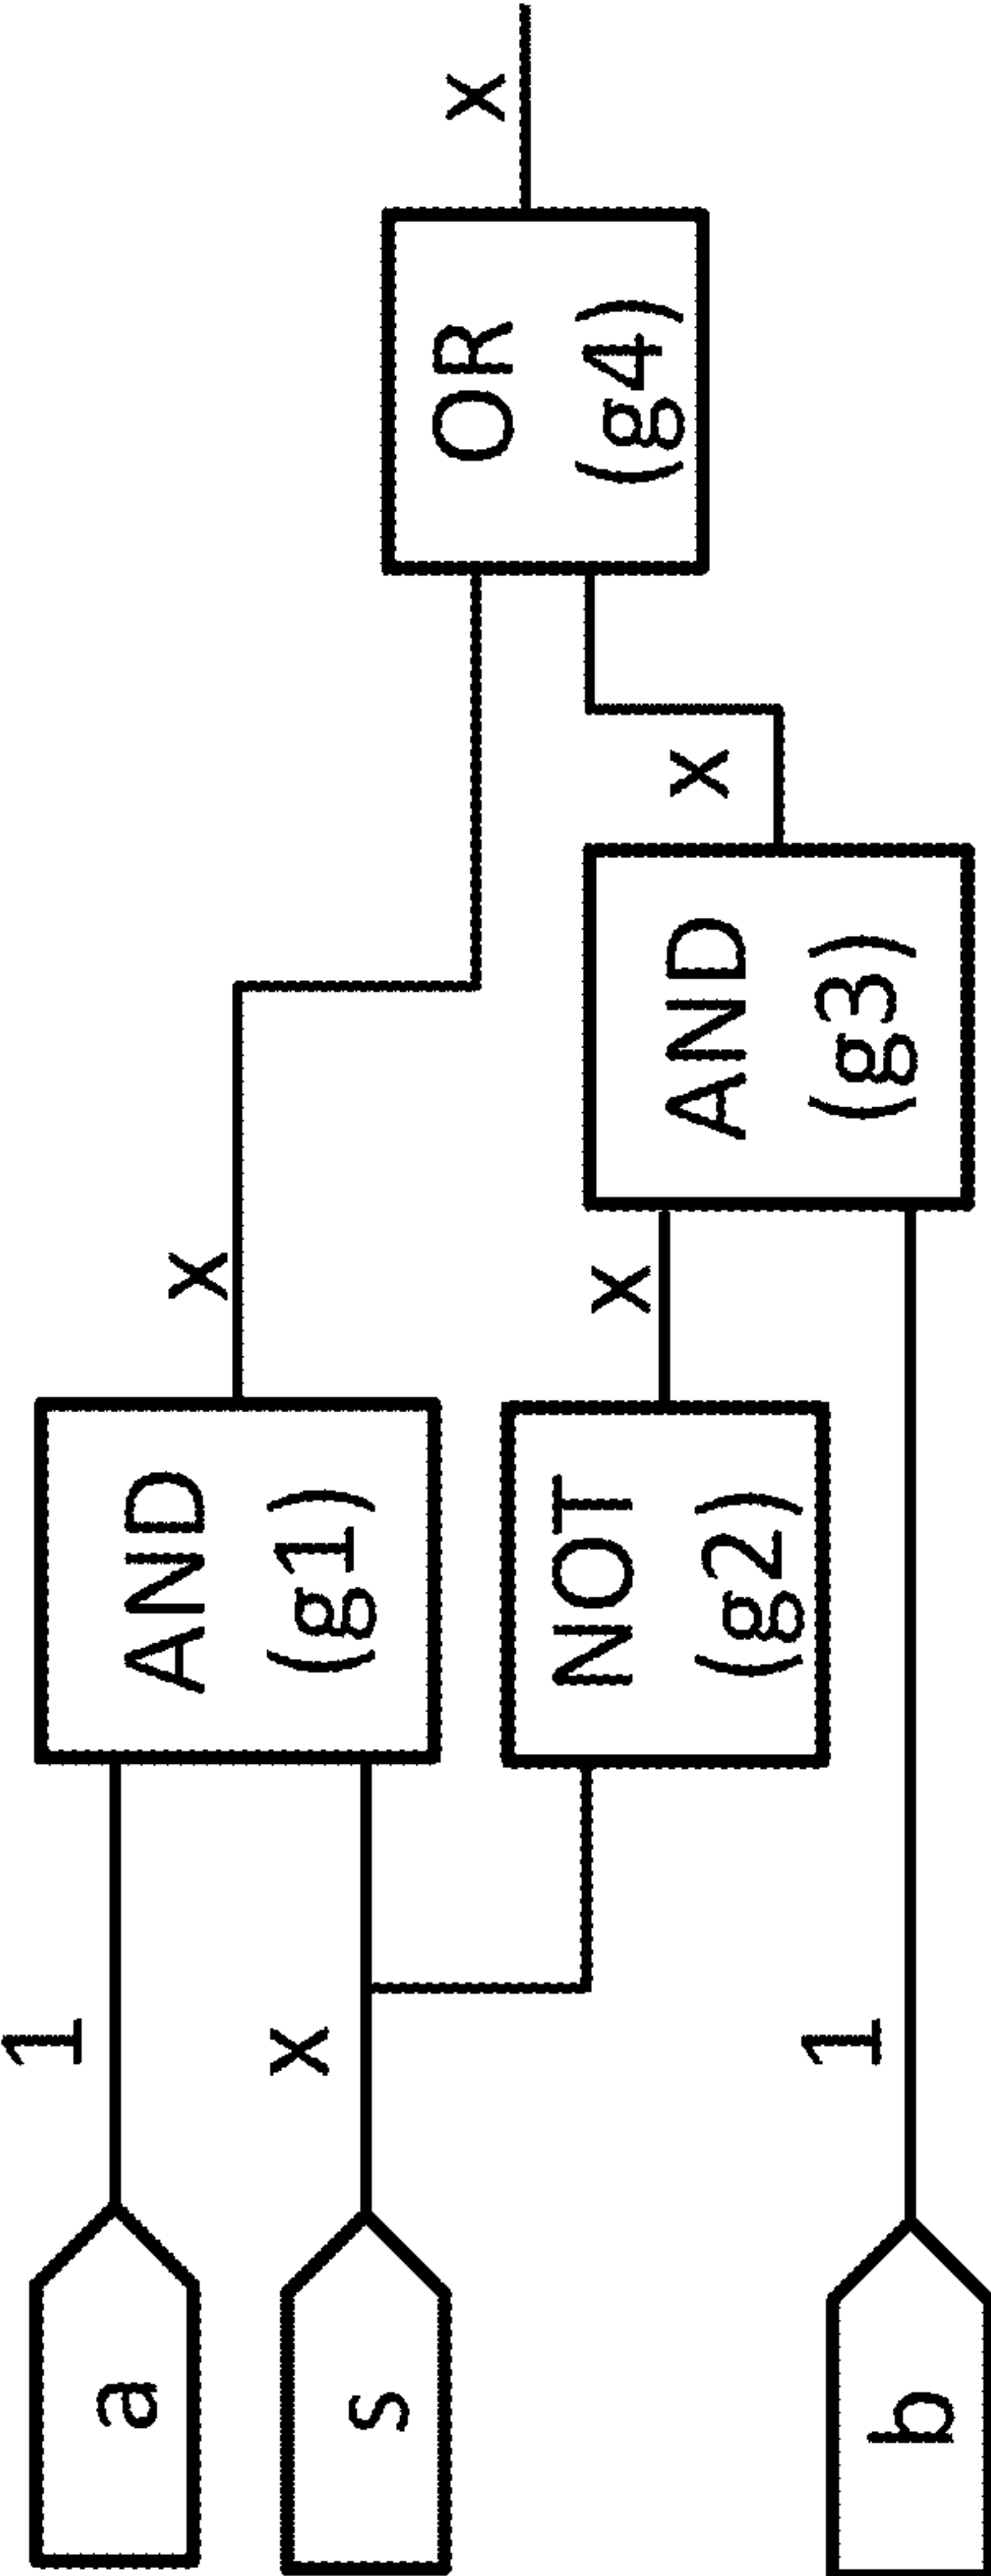 a
1
s
x
b
1
AND
(g1)
x
NOT
(g2)
x
AND
(g3)
x
OR
(g4)
x